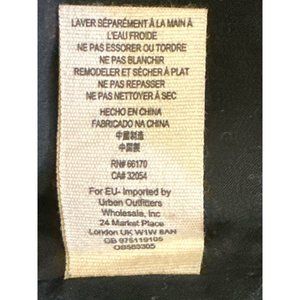 LAVER SÉPARÉMENT À LA MAIN À
L'EAU FROIDE
NE PAS ESSORER OU TORDRE
NE PAS BLANCHIR
REMODELER ET SÉCHER À PLAT
NE PAS REPASSER
NE PAS NETTOYER À SEC
HECHO EN CHINA
FABRICADO NA CHINA
中國製造
中国製
RN# 66170
CA# 32054
For EU- Imported by
Urban Outfitters
Wholesale, Inc
24 Market Place
London UK W1W 8AN
GB 975119105
OB583305